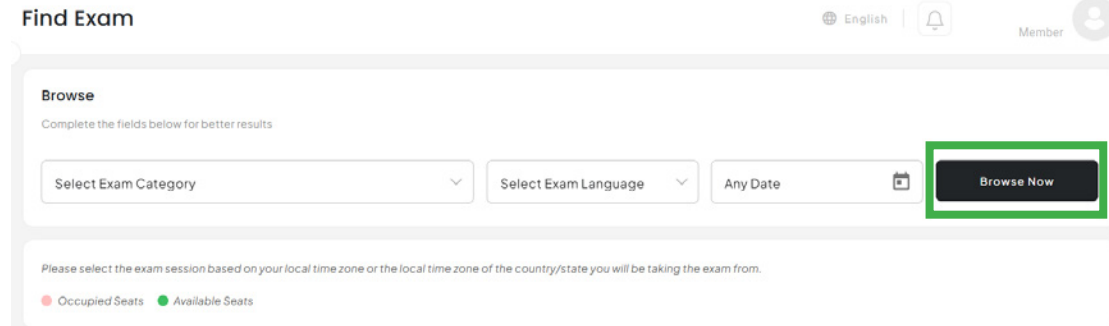 Find Exam
English
Member
Browse
Complete the fields below for better results
Select Exam Category
Select Exam Language
Any Date
Browse Now
Please select the exam session based on your local time zone or the local time zone of the country/state you will be taking the exam from.
Occupied Seats Available Seats